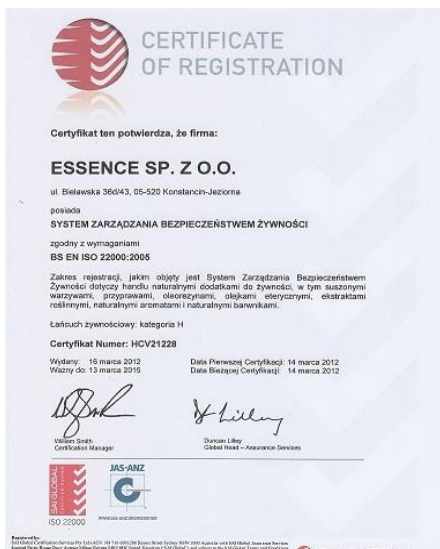 CERTIFICATE
OF REGISTRATION
Certyfikat ten potwierdza, że firma:
ESSENCE SP. Z O.O.
ul. Bielawska 36d/43, 05-520 Konstancin-Jeziorna
posiada
SYSTEM ZARZĄDZANIA BEZPIECZEŃSTWEM ŻYWNOŚCI
zgodny z wymaganiami
BS EN ISO 22000:2005
Zakres rejestracji, jakim objęty jest System Zarządzania Bezpieczeństwem
Żywności dotyczy handlu naturalnymi dodatkami do żywności, w tym suszonymi
warzywami, przyprawami, oleorezynami, olejkami eterycznymi, ekstraktami
roślinnymi, naturalnymi aromatami i naturalnymi barwnikami.
Łańcuch żywnościowy: kategoria H
Certyfikat Numer: HCV21228
Wydany: 16 marca 2012 Data Pierwszej Certyfikacji: 14 marca 2012
Ważny do: 13 marca 2015 Data Bieżącej Certyfikacji: 14 marca 2012
William Smith Duncan Lilley
Certification Manager Global Head – Assurance Services
SAI GLOBAL
JAS-ANZ
ISO 22000
Registered by: